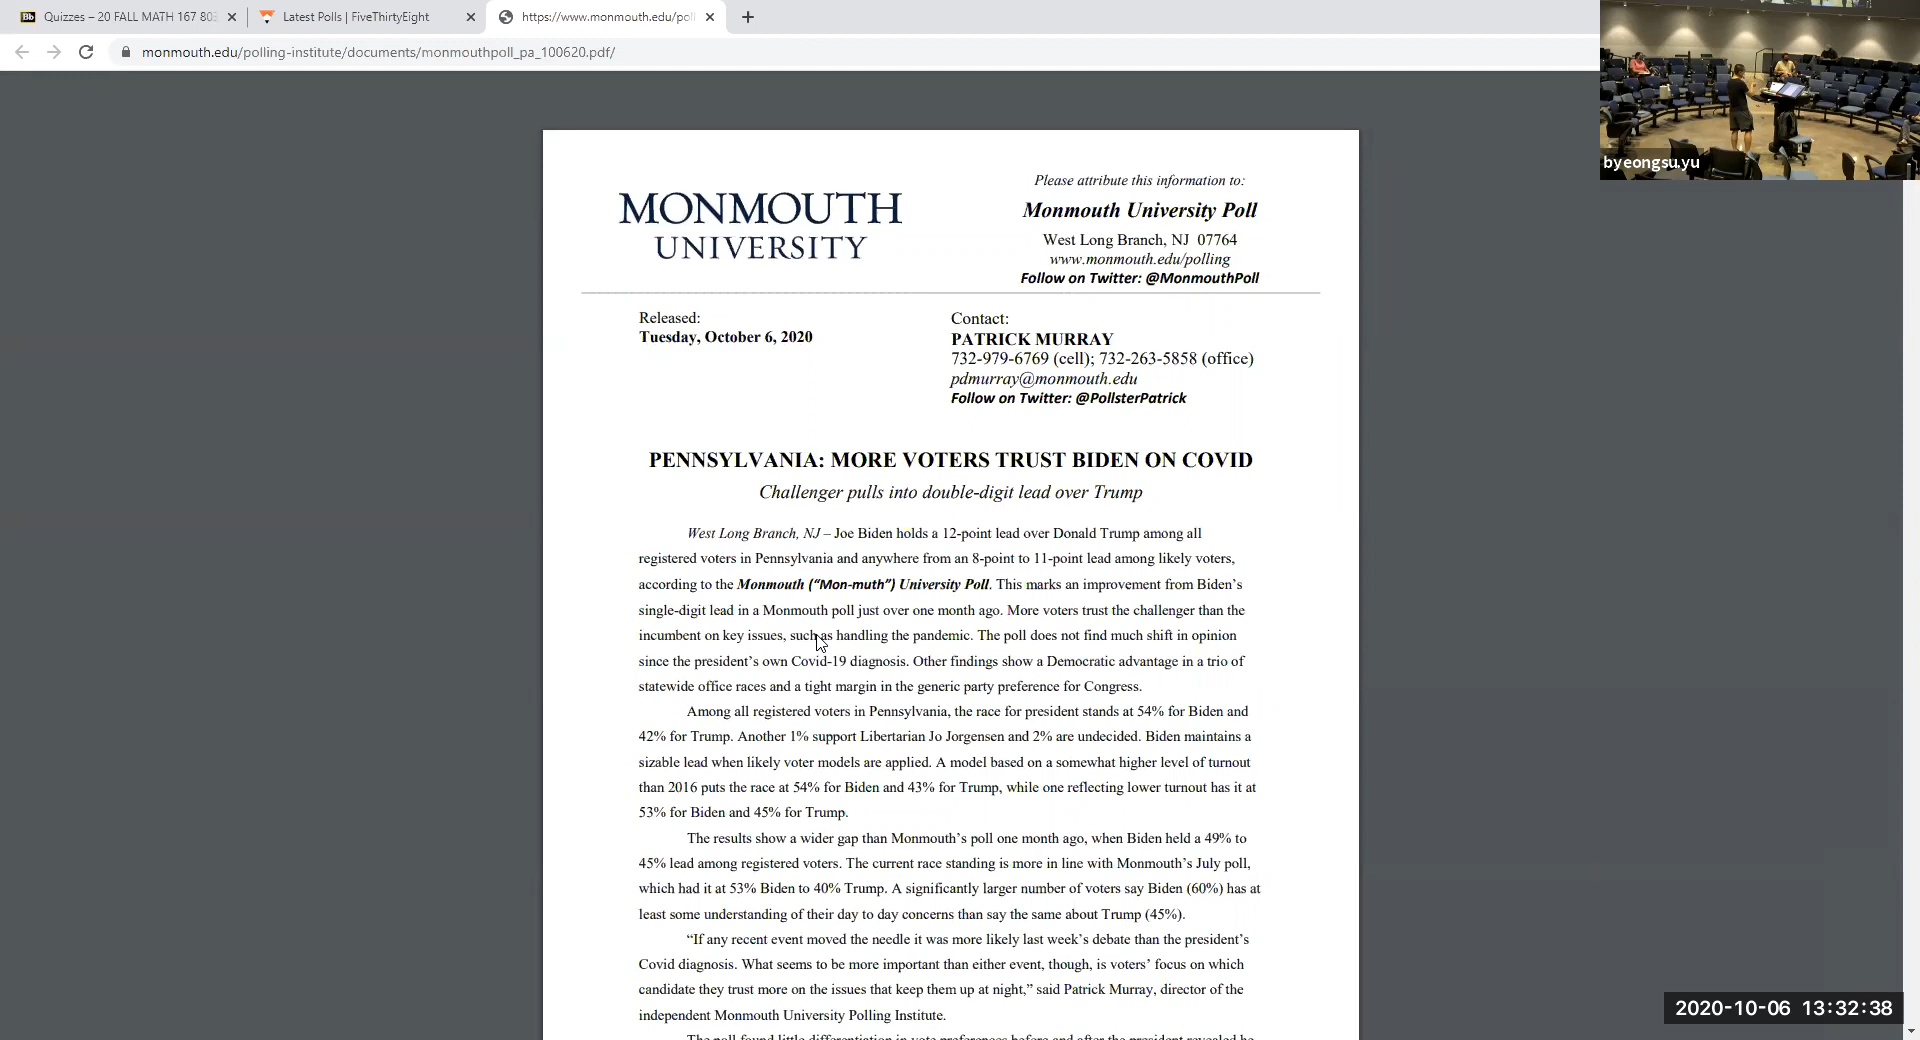 Quizzes – 20 FALL MATH 167 803
Latest Polls | FiveThirtyEight
https://www.monmouth.edu/poll
monmouth.edu/polling-institute/documents/monmouthpoll_pa_100620.pdf/
byeongsu.yu
MONMOUTH
UNIVERSITY
Please attribute this information to:
Monmouth University Poll
West Long Branch, NJ 07764
www.monmouth.edu/polling
Follow on Twitter: @MonmouthPoll
Released:
Tuesday, October 6, 2020
Contact:
PATRICK MURRAY
732-979-6769 (cell); 732-263-5858 (office)
pdmurray@monmouth.edu
Follow on Twitter: @PollsterPatrick
PENNSYLVANIA: MORE VOTERS TRUST BIDEN ON COVID
Challenger pulls into double-digit lead over Trump
West Long Branch, NJ – Joe Biden holds a 12-point lead over Donald Trump among all
registered voters in Pennsylvania and anywhere from an 8-point to 11-point lead among likely voters,
according to the Monmouth (“Mon-muth”) University Poll. This marks an improvement from Biden’s
single-digit lead in a Monmouth poll just over one month ago. More voters trust the challenger than the
incumbent on key issues, such as handling the pandemic. The poll does not find much shift in opinion
since the president’s own Covid-19 diagnosis. Other findings show a Democratic advantage in a trio of
statewide office races and a tight margin in the generic party preference for Congress.
Among all registered voters in Pennsylvania, the race for president stands at 54% for Biden and
42% for Trump. Another 1% support Libertarian Jo Jorgensen and 2% are undecided. Biden maintains a
sizable lead when likely voter models are applied. A model based on a somewhat higher level of turnout
than 2016 puts the race at 54% for Biden and 43% for Trump, while one reflecting lower turnout has it at
53% for Biden and 45% for Trump.
The results show a wider gap than Monmouth’s poll one month ago, when Biden held a 49% to
45% lead among registered voters. The current race standing is more in line with Monmouth’s July poll,
which had it at 53% Biden to 40% Trump. A significantly larger number of voters say Biden (60%) has at
least some understanding of their day to day concerns than say the same about Trump (45%).
“If any recent event moved the needle it was more likely last week’s debate than the president’s
Covid diagnosis. What seems to be more important than either event, though, is voters’ focus on which
candidate they trust more on the issues that keep them up at night,” said Patrick Murray, director of the
independent Monmouth University Polling Institute.
The poll found little differentiation in vote preferences before and after the president revealed he
2020-10-06 13:32:38